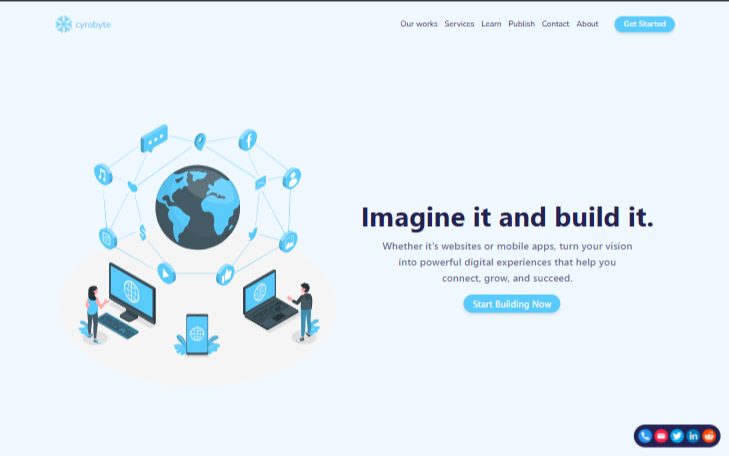 cyrobyte
Our works Services Learn Publish Contact About Get Started
Imagine it and build it.
Whether it's websites or mobile apps, turn your vision
into powerful digital experiences that help you
connect, grow, and succeed.
Start Building Now